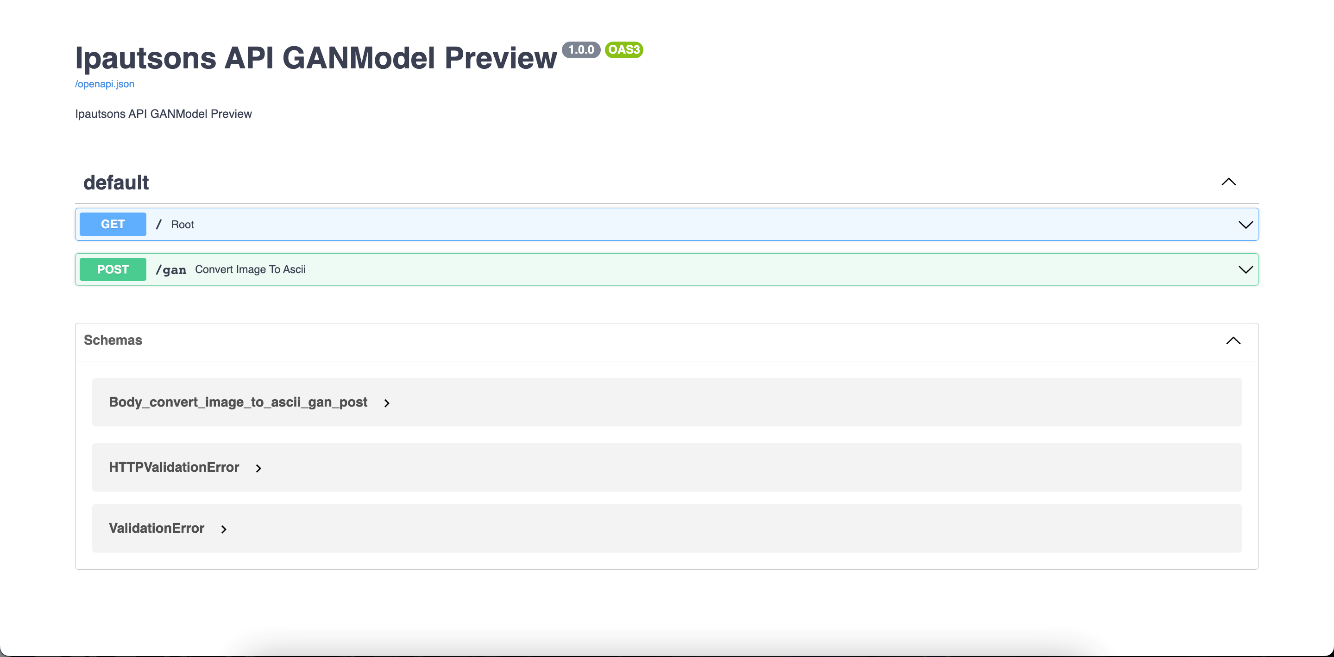 Ipautsons API GANModel Preview 1.0.0 OAS3
/openapi.json
Ipautsons API GANModel Preview
default
GET / Root
POST /gan Convert Image To Ascii
Schemas
Body_convert_image_to_ascii_gan_post
HTTPValidationError
ValidationError